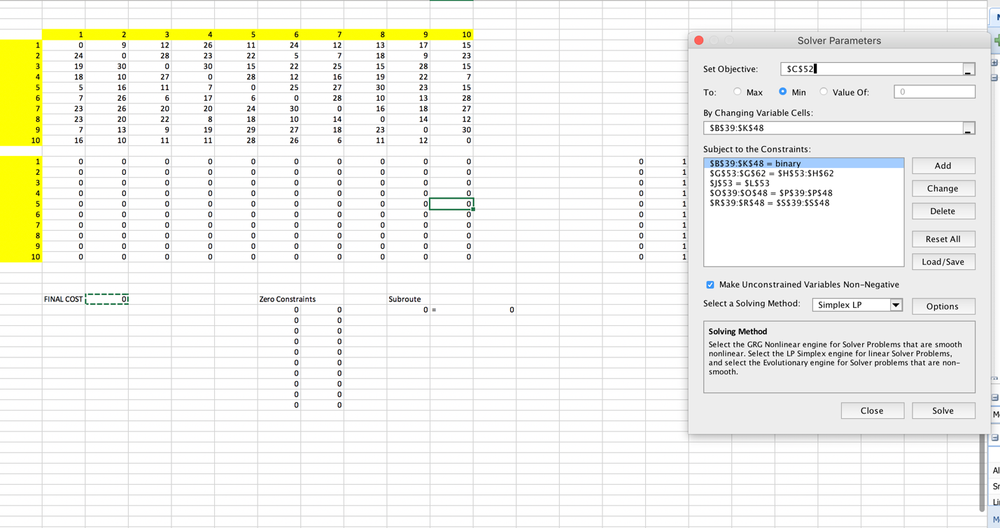 1 2 3 4 5 6 7 8 9 10
1 0 9 12 26 11 24 12 13 17 15
2 24 0 28 23 22 5 7 18 9 23
3 19 30 0 30 15 22 25 15 28 15
4 18 10 27 0 28 12 16 19 22 7
5 5 16 11 7 0 25 27 30 23 15
6 7 26 6 17 6 0 28 10 13 28
7 23 26 20 20 24 30 0 16 18 27
8 23 20 22 8 18 10 14 0 14 12
9 7 13 9 19 29 27 18 23 0 30
10 16 10 11 11 28 26 6 11 12 0
1 0 0 0 0 0 0 0 0 0 0 0 1
2 0 0 0 0 0 0 0 0 0 0 0 1
3 0 0 0 0 0 0 0 0 0 0 0 1
4 0 0 0 0 0 0 0 0 0 0 0 1
5 0 0 0 0 0 0 0 0 0 0 0 1
6 0 0 0 0 0 0 0 0 0 0 0 1
7 0 0 0 0 0 0 0 0 0 0 0 1
8 0 0 0 0 0 0 0 0 0 0 0 1
9 0 0 0 0 0 0 0 0 0 0 0 1
10 0 0 0 0 0 0 0 0 0 0 0 1
FINAL COST 0 Zero Constraints Subroute
0 0 0 = 0
0 0
0 0
0 0
0 0
0 0
0 0
0 0
0 0
0 0
Solver Parameters
Set Objective: $C$52
To: Max Min Value Of: 0
By Changing Variable Cells:
$B$39:$K$48
Subject to the Constraints:
$B$39:$K$48 = binary
$G$53:$G$62 = $H$53:$H$62
$J$53 = $L$53
$O$39:$O$48 = $P$39:$P$48
$R$39:$R$48 = $S$39:$S$48
Add
Change
Delete
Reset All
Load/Save
Make Unconstrained Variables Non-Negative
Select a Solving Method: Simplex LP Options
Solving Method
Select the GRG Nonlinear engine for Solver Problems that are smooth
nonlinear. Select the LP Simplex engine for linear Solver Problems,
and select the Evolutionary engine for Solver problems that are non-
smooth.
Close Solve